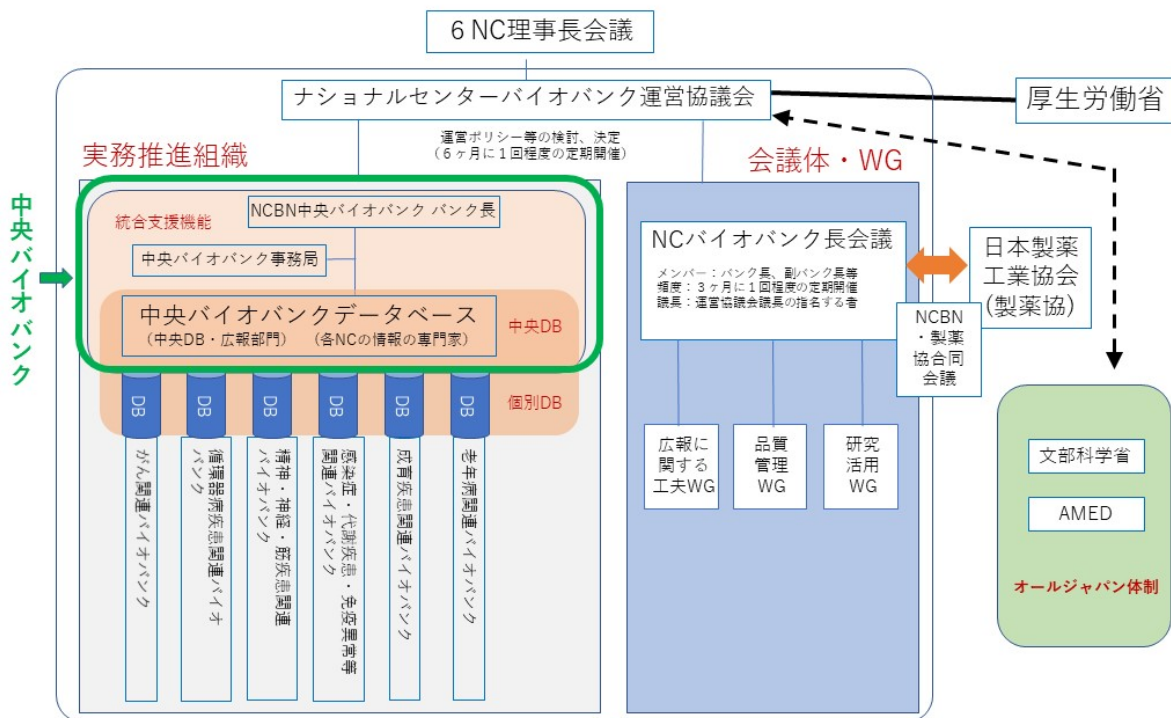 6 NC理事長会議
ナショナルセンターバイオバンク運営協議会
厚生労働省
運営ポリシー等の検討、決定
（6ヶ月に1回程度の定期開催）
実務推進組織
会議体・WG
中央バイオバンク
統合支援機能
NCBN中央バイオバンク バンク長
中央バイオバンク事務局
中央バイオバンクデータベース
（中央DB・広報部門）　（各NCの情報の専門家）
中央DB
DB
DB
DB
DB
DB
DB
個別DB
がん関連バイオバンク
循環器病疾患関連バイオ
バンク
精神・神経・筋疾患関連
バイオバンク
感染症・代謝疾患・免疫異常等
関連バイオバンク
成育疾患関連バイオバンク
老年病関連バイオバンク
NCバイオバンク長会議
メンバー：バンク長、副バンク長等
頻度：3ヶ月に1回程度の定期開催
議長：運営協議会議長の指名する者
日本製薬
工業協会
(製薬協)
NCBN
・製薬
協合同
会議
広報に
関する
工夫WG
品質
管理
WG
研究
活用
WG
文部科学省
AMED
オールジャパン体制